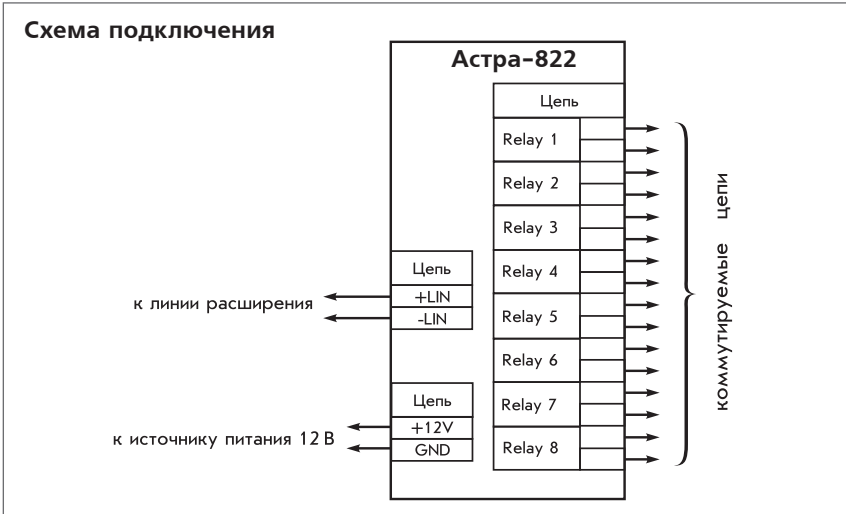 Схема подключения
Астра-822
Цепь
Relay 1
Relay 2
Relay 3
Relay 4
Relay 5
Relay 6
Relay 7
Relay 8
коммутируемые цепи
Цепь
+LIN
-LIN
к линии расширения
Цепь
+12V
GND
к источнику питания 12 В